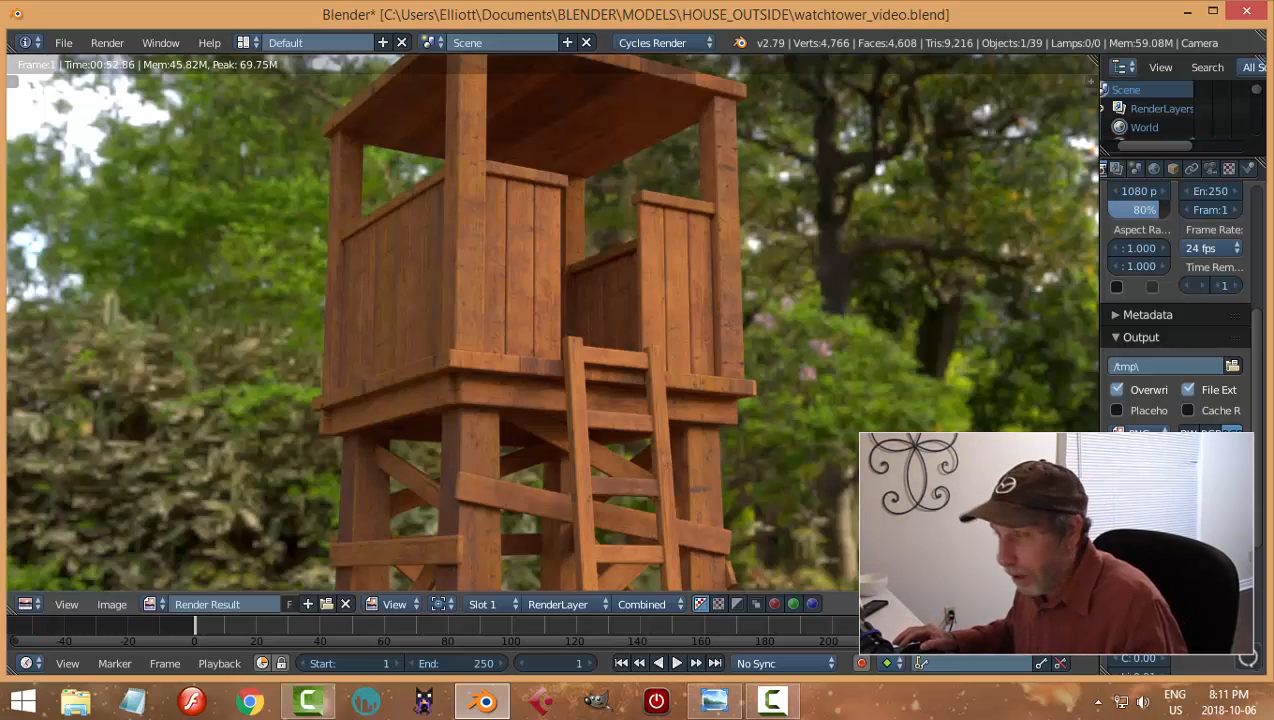 Blender* [C:\Users\Elliott\Documents\BLENDER\MODELS\HOUSE_OUTSIDE\watchtower_video.blend]
File Render Window Help Default Scene Cycles Render v2.79 | Verts:4,766 | Faces:4,608 | Tris:9,216 | Objects:1/39 | Lamps:0/0 | Mem:59.08M | Camera
Frame:1 | Time:00:52.86 | Mem:45.82M, Peak: 69.75M
View Search All S
Scene
RenderLayers
World
1080 p En:250
80% Fram:1
Aspect Ra... Frame Rate:
: 1.000 24 fps
: 1.000 Time Rem...
1
Metadata
Output
/tmp\
Overwri File Ext
Placeho Cache R
C: 0.00
View Image Render Result F View Slot 1 RenderLayer Combined
-40 -20 0 20 40 60 80 100 120 140 160 180 200
View Marker Frame Playback Start: 1 End: 250 1 No Sync
ENG
US
8:11 PM
2018-10-06